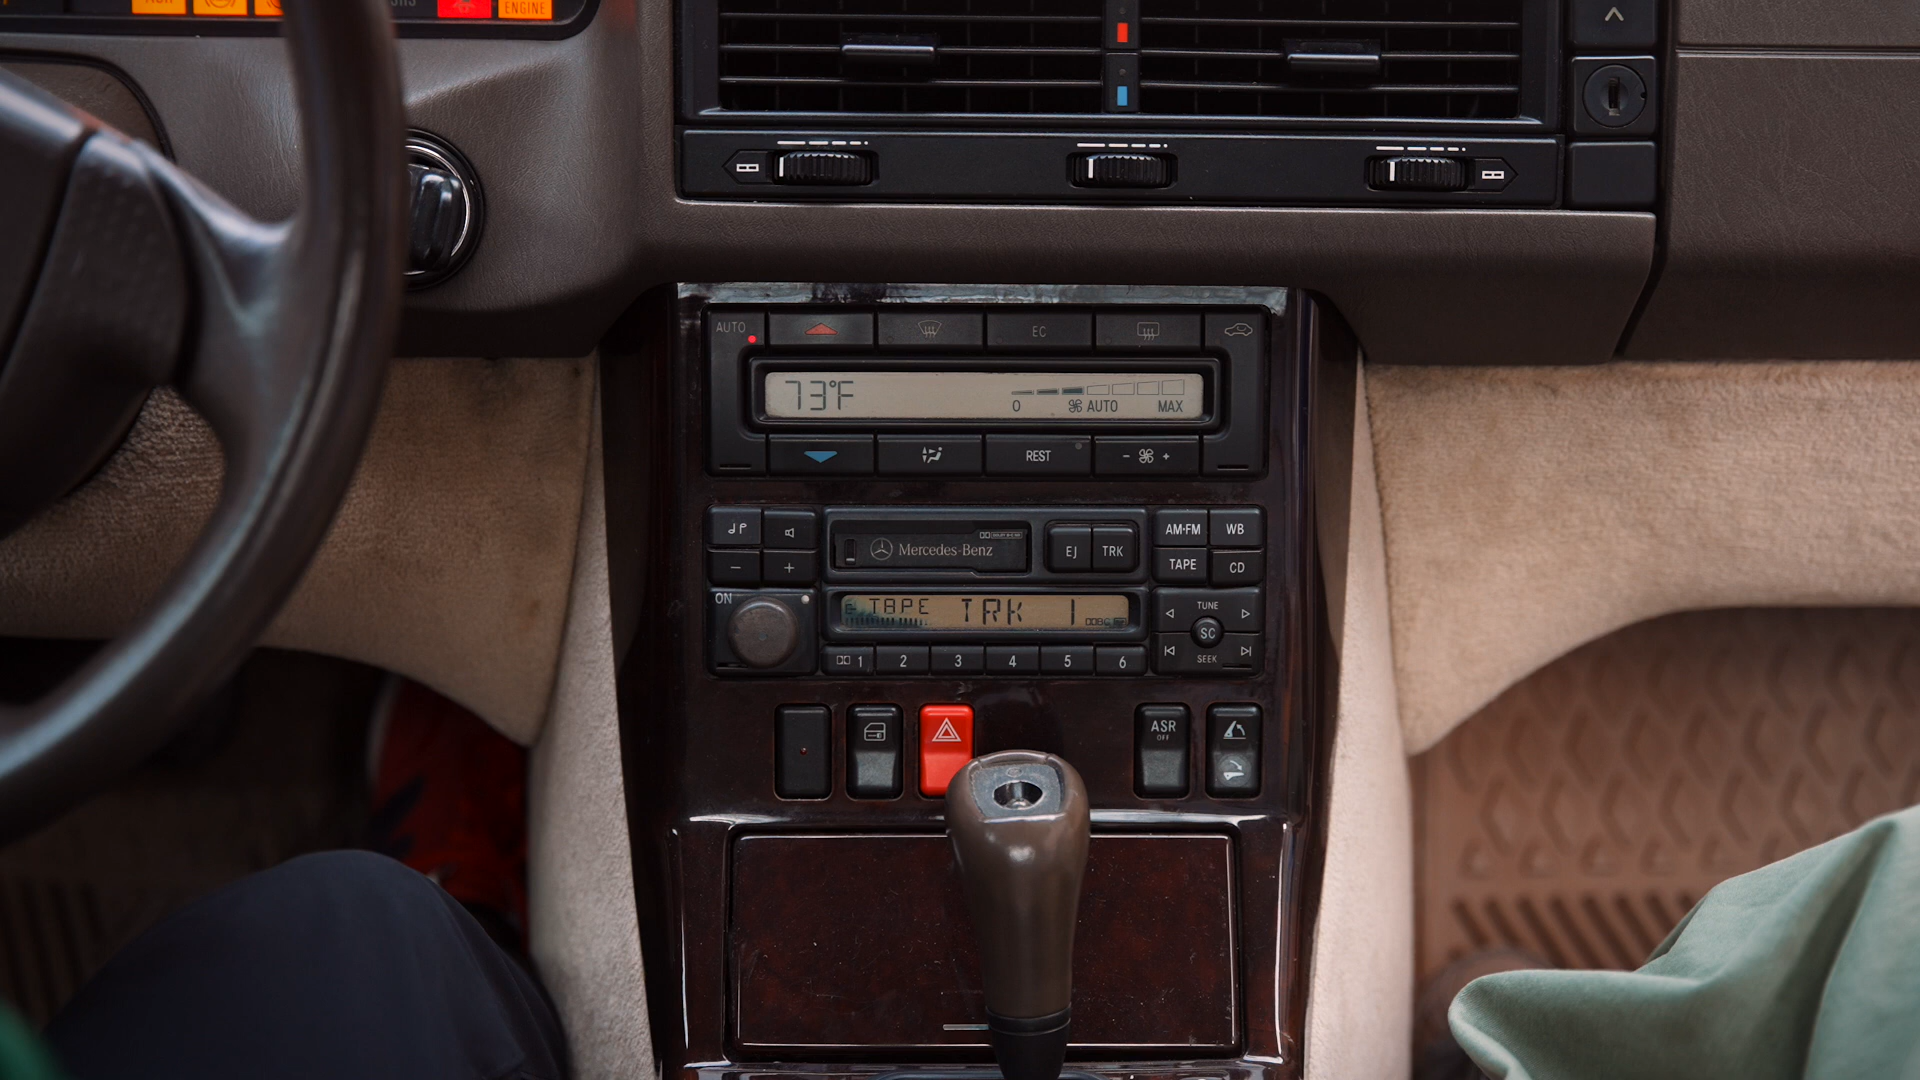 ENGINE
AUTO
EC
73°F
0 AUTO MAX
REST
- +
Mercedes-Benz
EJ TRK
AM·FM WB
- +
TAPE CD
ON
TAPE TRK 1
TUNE
SC
SEEK
1 2 3 4 5 6
ASR
OFF